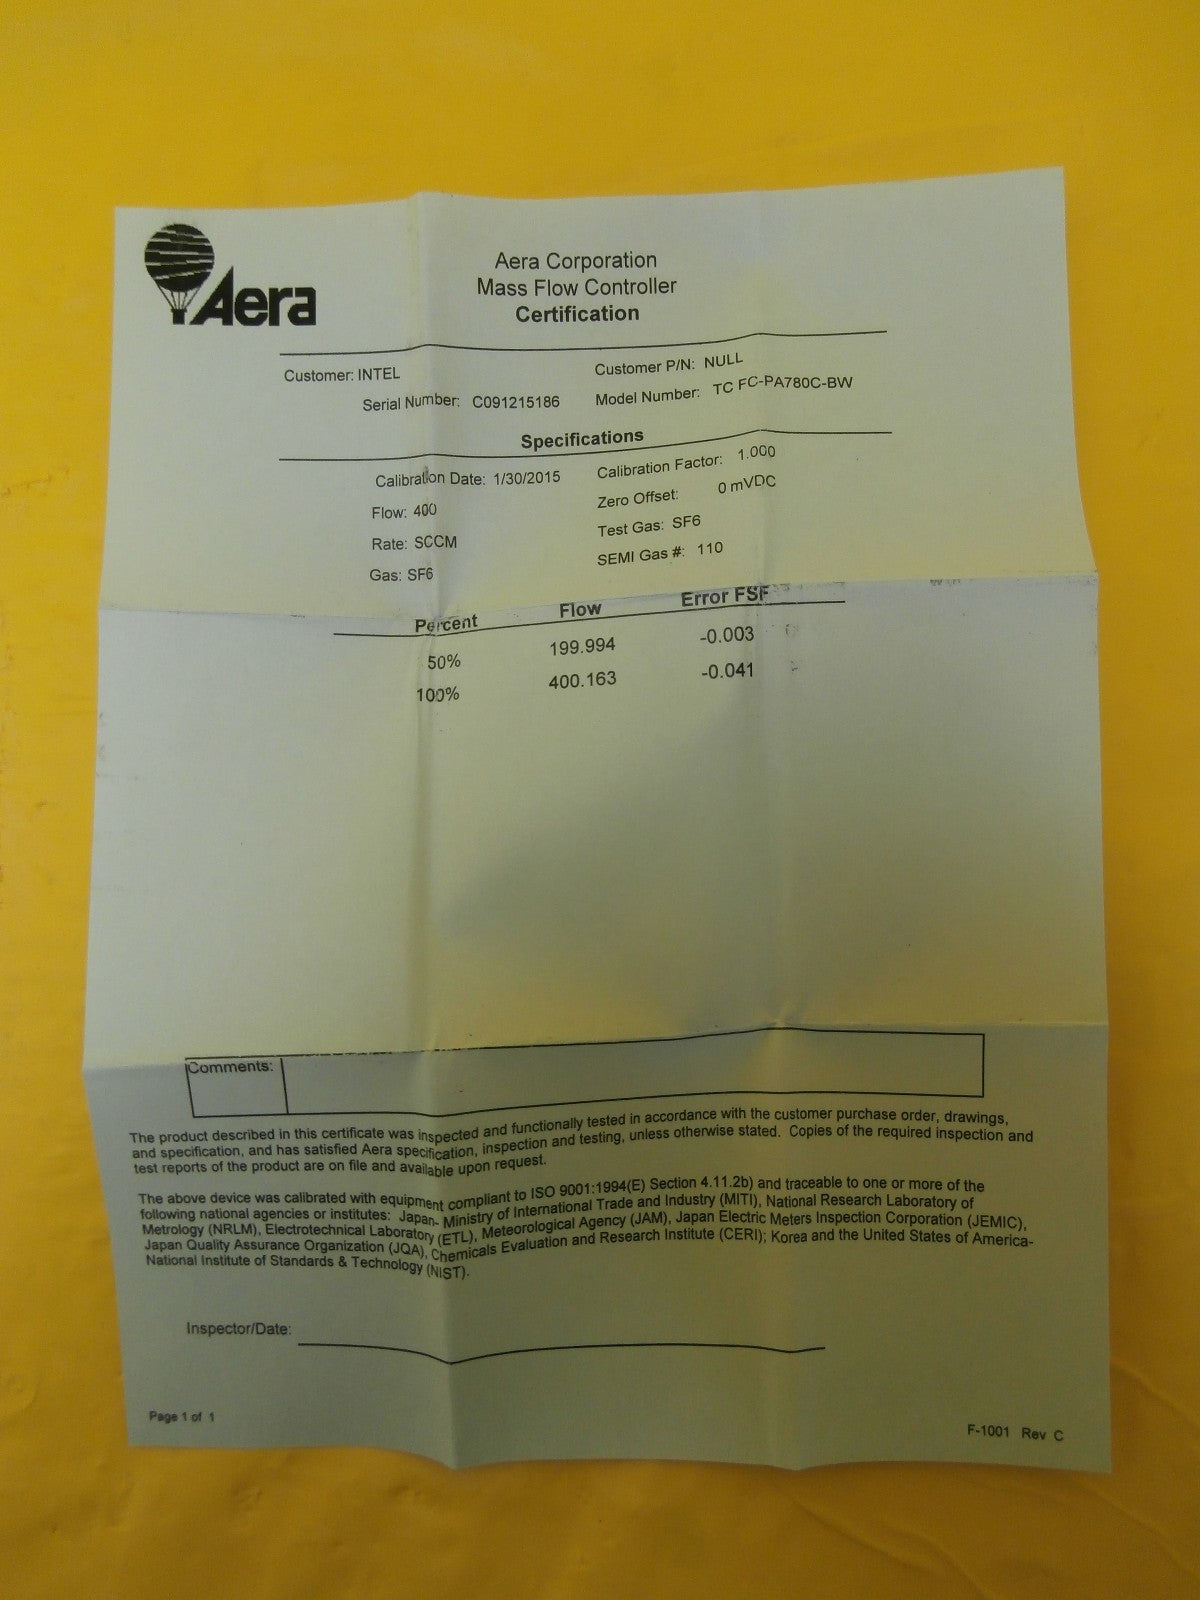 Aera
Aera Corporation
Mass Flow Controller
Certification
Customer: INTEL
Customer P/N: NULL
Serial Number: C091215186
Model Number: TC FC-PA780C-BW
Specifications
Calibration Date: 1/30/2015
Calibration Factor: 1.000
Flow: 400
Zero Offset: 0 mVDC
Rate: SCCM
Test Gas: SF6
Gas: SF6
SEMI Gas #: 110
Percent Flow Error FSF
50% 199.994 -0.003
100% 400.163 -0.041
Comments:
The product described in this certificate was inspected and functionally tested in accordance with the customer purchase order, drawings,
and specification, and has satisfied Aera specification, inspection and testing, unless otherwise stated. Copies of the required inspection and
test reports of the product are on file and available upon request.
The above device was calibrated with equipment compliant to ISO 9001:1994(E) Section 4.11.2b) and traceable to one or more of the
following national agencies or institutes: Japan- Ministry of International Trade and Industry (MITI), National Research Laboratory of
Metrology (NRLM), Electrotechnical Laboratory (ETL), Meteorological Agency (JAM), Japan Electric Meters Inspection Corporation (JEMIC),
Japan Quality Assurance Organization (JQA), Chemicals Evaluation and Research Institute (CERI); Korea and the United States of America-
National Institute of Standards & Technology (NIST).
Inspector/Date:
Page 1 of 1
F-1001 Rev C